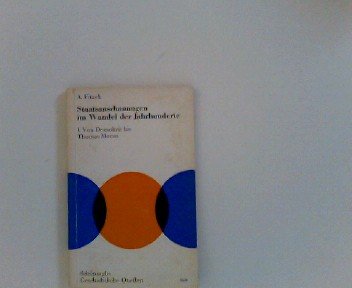 Staatsanschauungen
im Wandel der Jahrhunderte
I. Von Demokrit bis
Thomas Morus
Geschichtliche Quellen